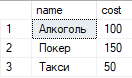 name cost
1 Алкоголь 100
2 Покер 150
3 Такси 50